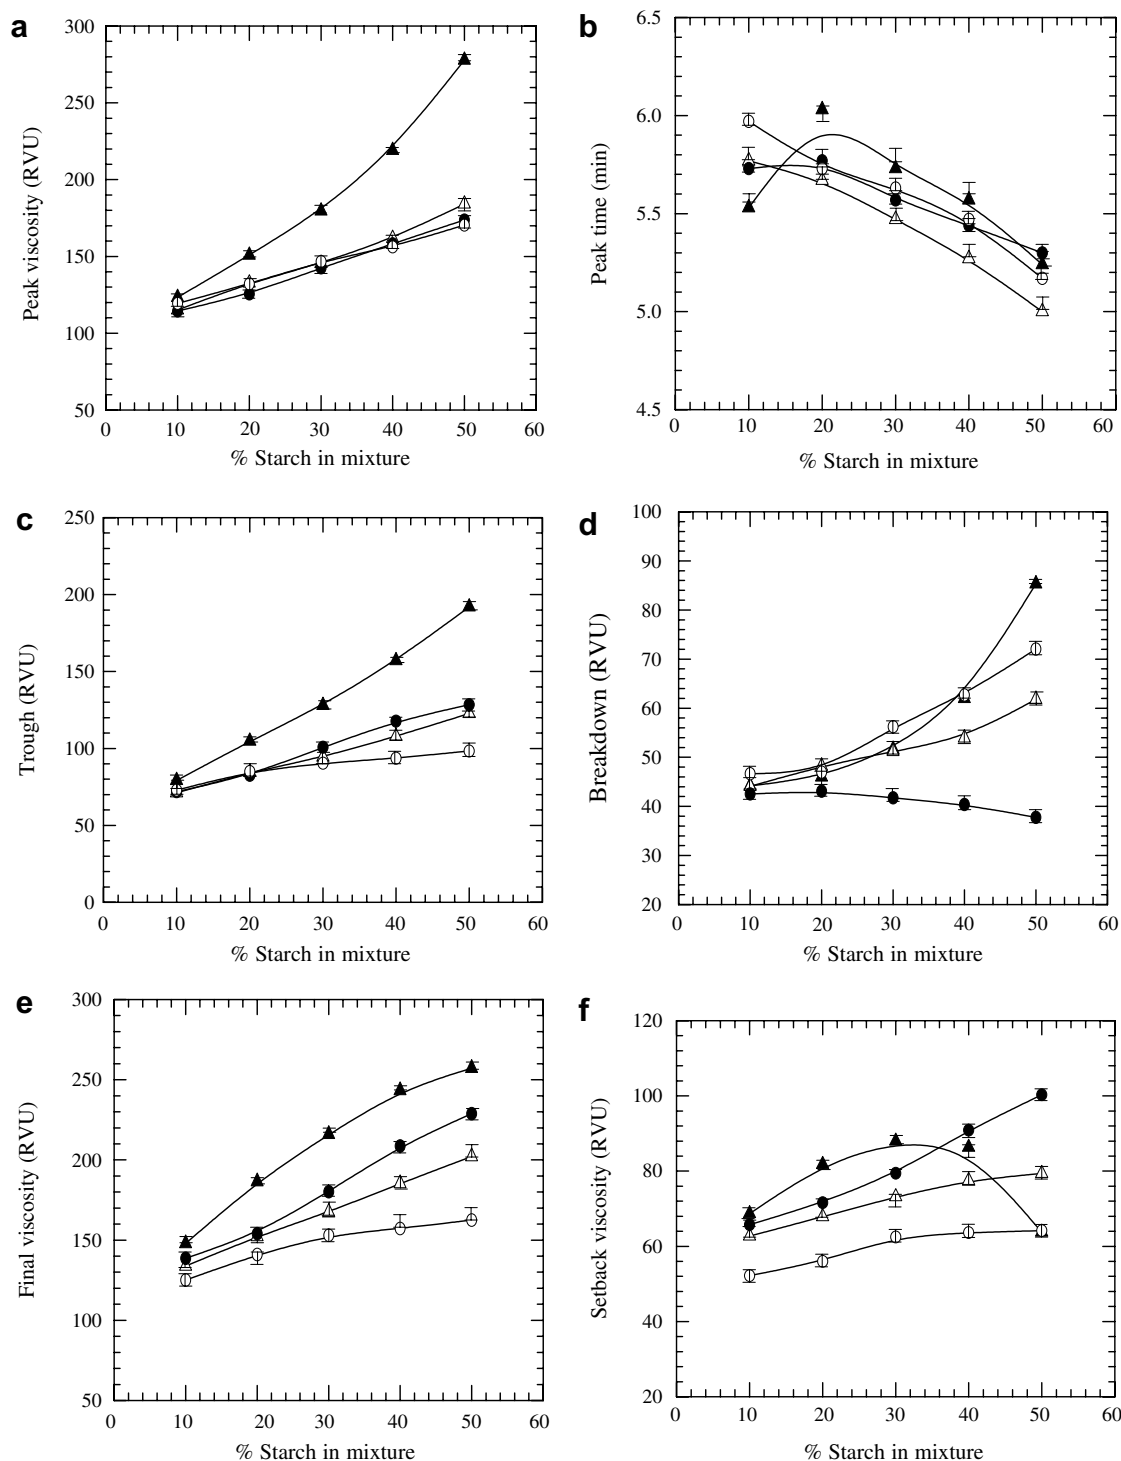 a
300
250
200
150
100
50
Peak viscosity (RVU)
0 10 20 30 40 50 60
% Starch in mixture
b
6.5
6.0
5.5
5.0
4.5
Peak time (min)
0 10 20 30 40 50 60
% Starch in mixture
c
250
200
150
100
50
0
Trough (RVU)
0 10 20 30 40 50 60
% Starch in mixture
d
100
90
80
70
60
50
40
30
20
Breakdown (RVU)
0 10 20 30 40 50 60
% Starch in mixture
e
300
250
200
150
100
50
Final viscosity (RVU)
0 10 20 30 40 50 60
% Starch in mixture
f
120
100
80
60
40
20
Setback viscosity (RVU)
0 10 20 30 40 50 60
% Starch in mixture